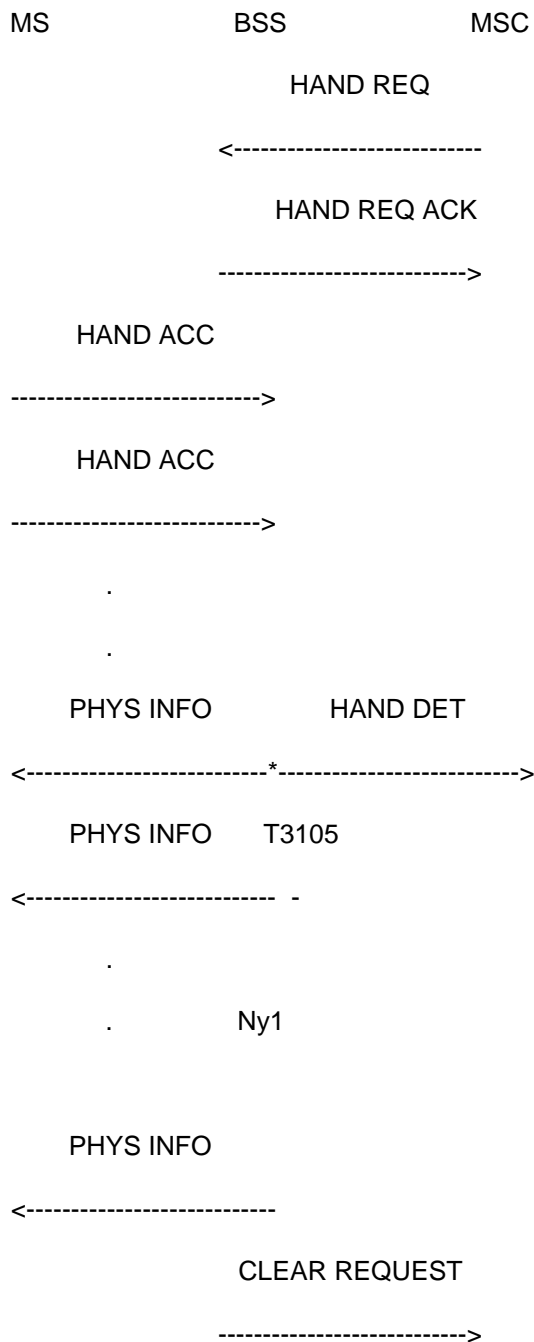 MS BSS MSC
HAND REQ
<----------------------------
HAND REQ ACK
---------------------------->
HAND ACC
---------------------------->
HAND ACC
---------------------------->
.
.
PHYS INFO HAND DET
<---------------------------*--------------------------->
PHYS INFO T3105
<---------------------------- -
.
. Ny1
PHYS INFO
<----------------------------
CLEAR REQUEST
---------------------------->